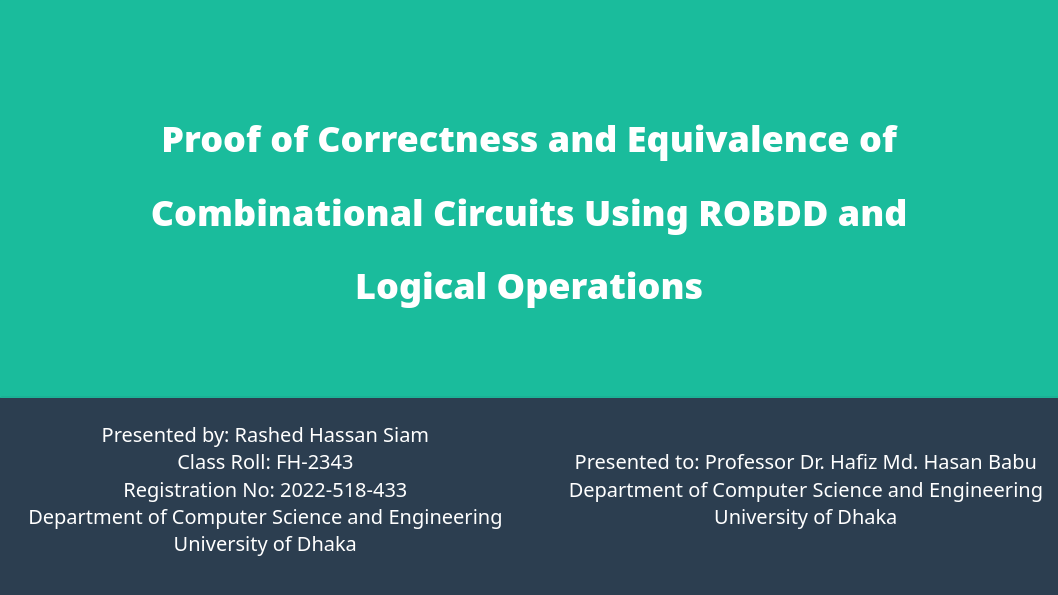 Proof of Correctness and Equivalence of
Combinational Circuits Using ROBDD and
Logical Operations
Presented by: Rashed Hassan Siam
Class Roll: FH-2343
Registration No: 2022-518-433
Department of Computer Science and Engineering
University of Dhaka
Presented to: Professor Dr. Hafiz Md. Hasan Babu
Department of Computer Science and Engineering
University of Dhaka